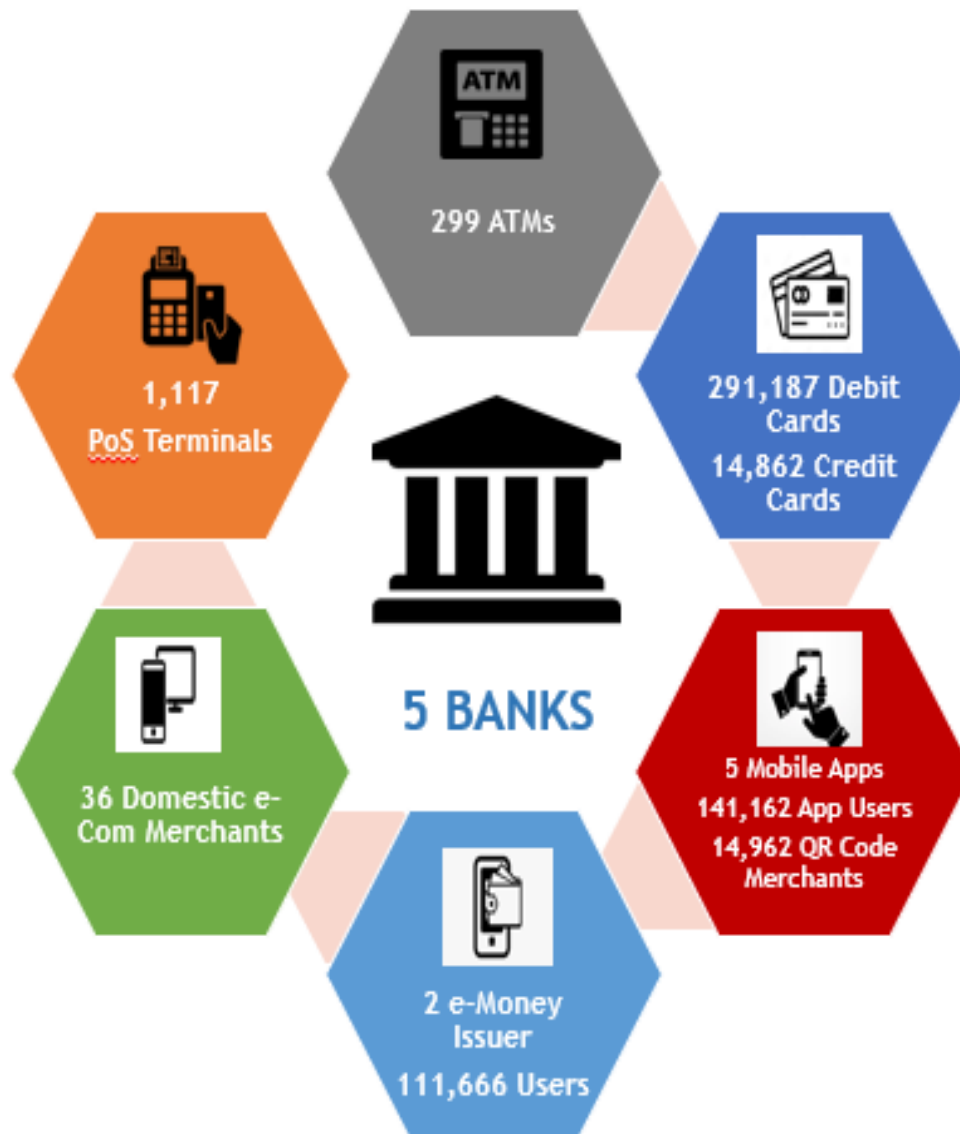 ATM
299 ATMs
291,187 Debit
Cards
14,862 Credit
Cards
1,117
PoS Terminals
5 BANKS
5 Mobile Apps
141,162 App Users
14,962 QR Code
Merchants
36 Domestic e-
Com Merchants
2 e-Money
Issuer
111,666 Users